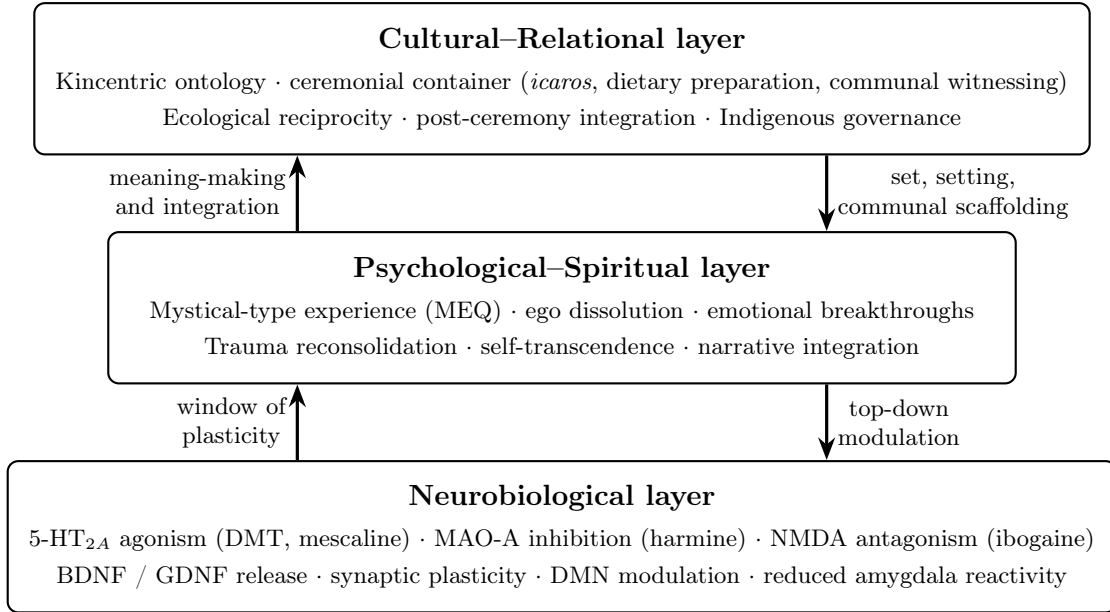 Cultural–Relational layer
Kincentric ontology · ceremonial container (icaros, dietary preparation, communal witnessing)
Ecological reciprocity · post-ceremony integration · Indigenous governance
meaning-making
and integration
set, setting,
communal scaffolding
Psychological–Spiritual layer
Mystical-type experience (MEQ) · ego dissolution · emotional breakthroughs
Trauma reconsolidation · self-transcendence · narrative integration
window of
plasticity
top-down
modulation
Neurobiological layer
5-HT2A agonism (DMT, mescaline) · MAO-A inhibition (harmine) · NMDA antagonism (ibogaine)
BDNF / GDNF release · synaptic plasticity · DMN modulation · reduced amygdala reactivity